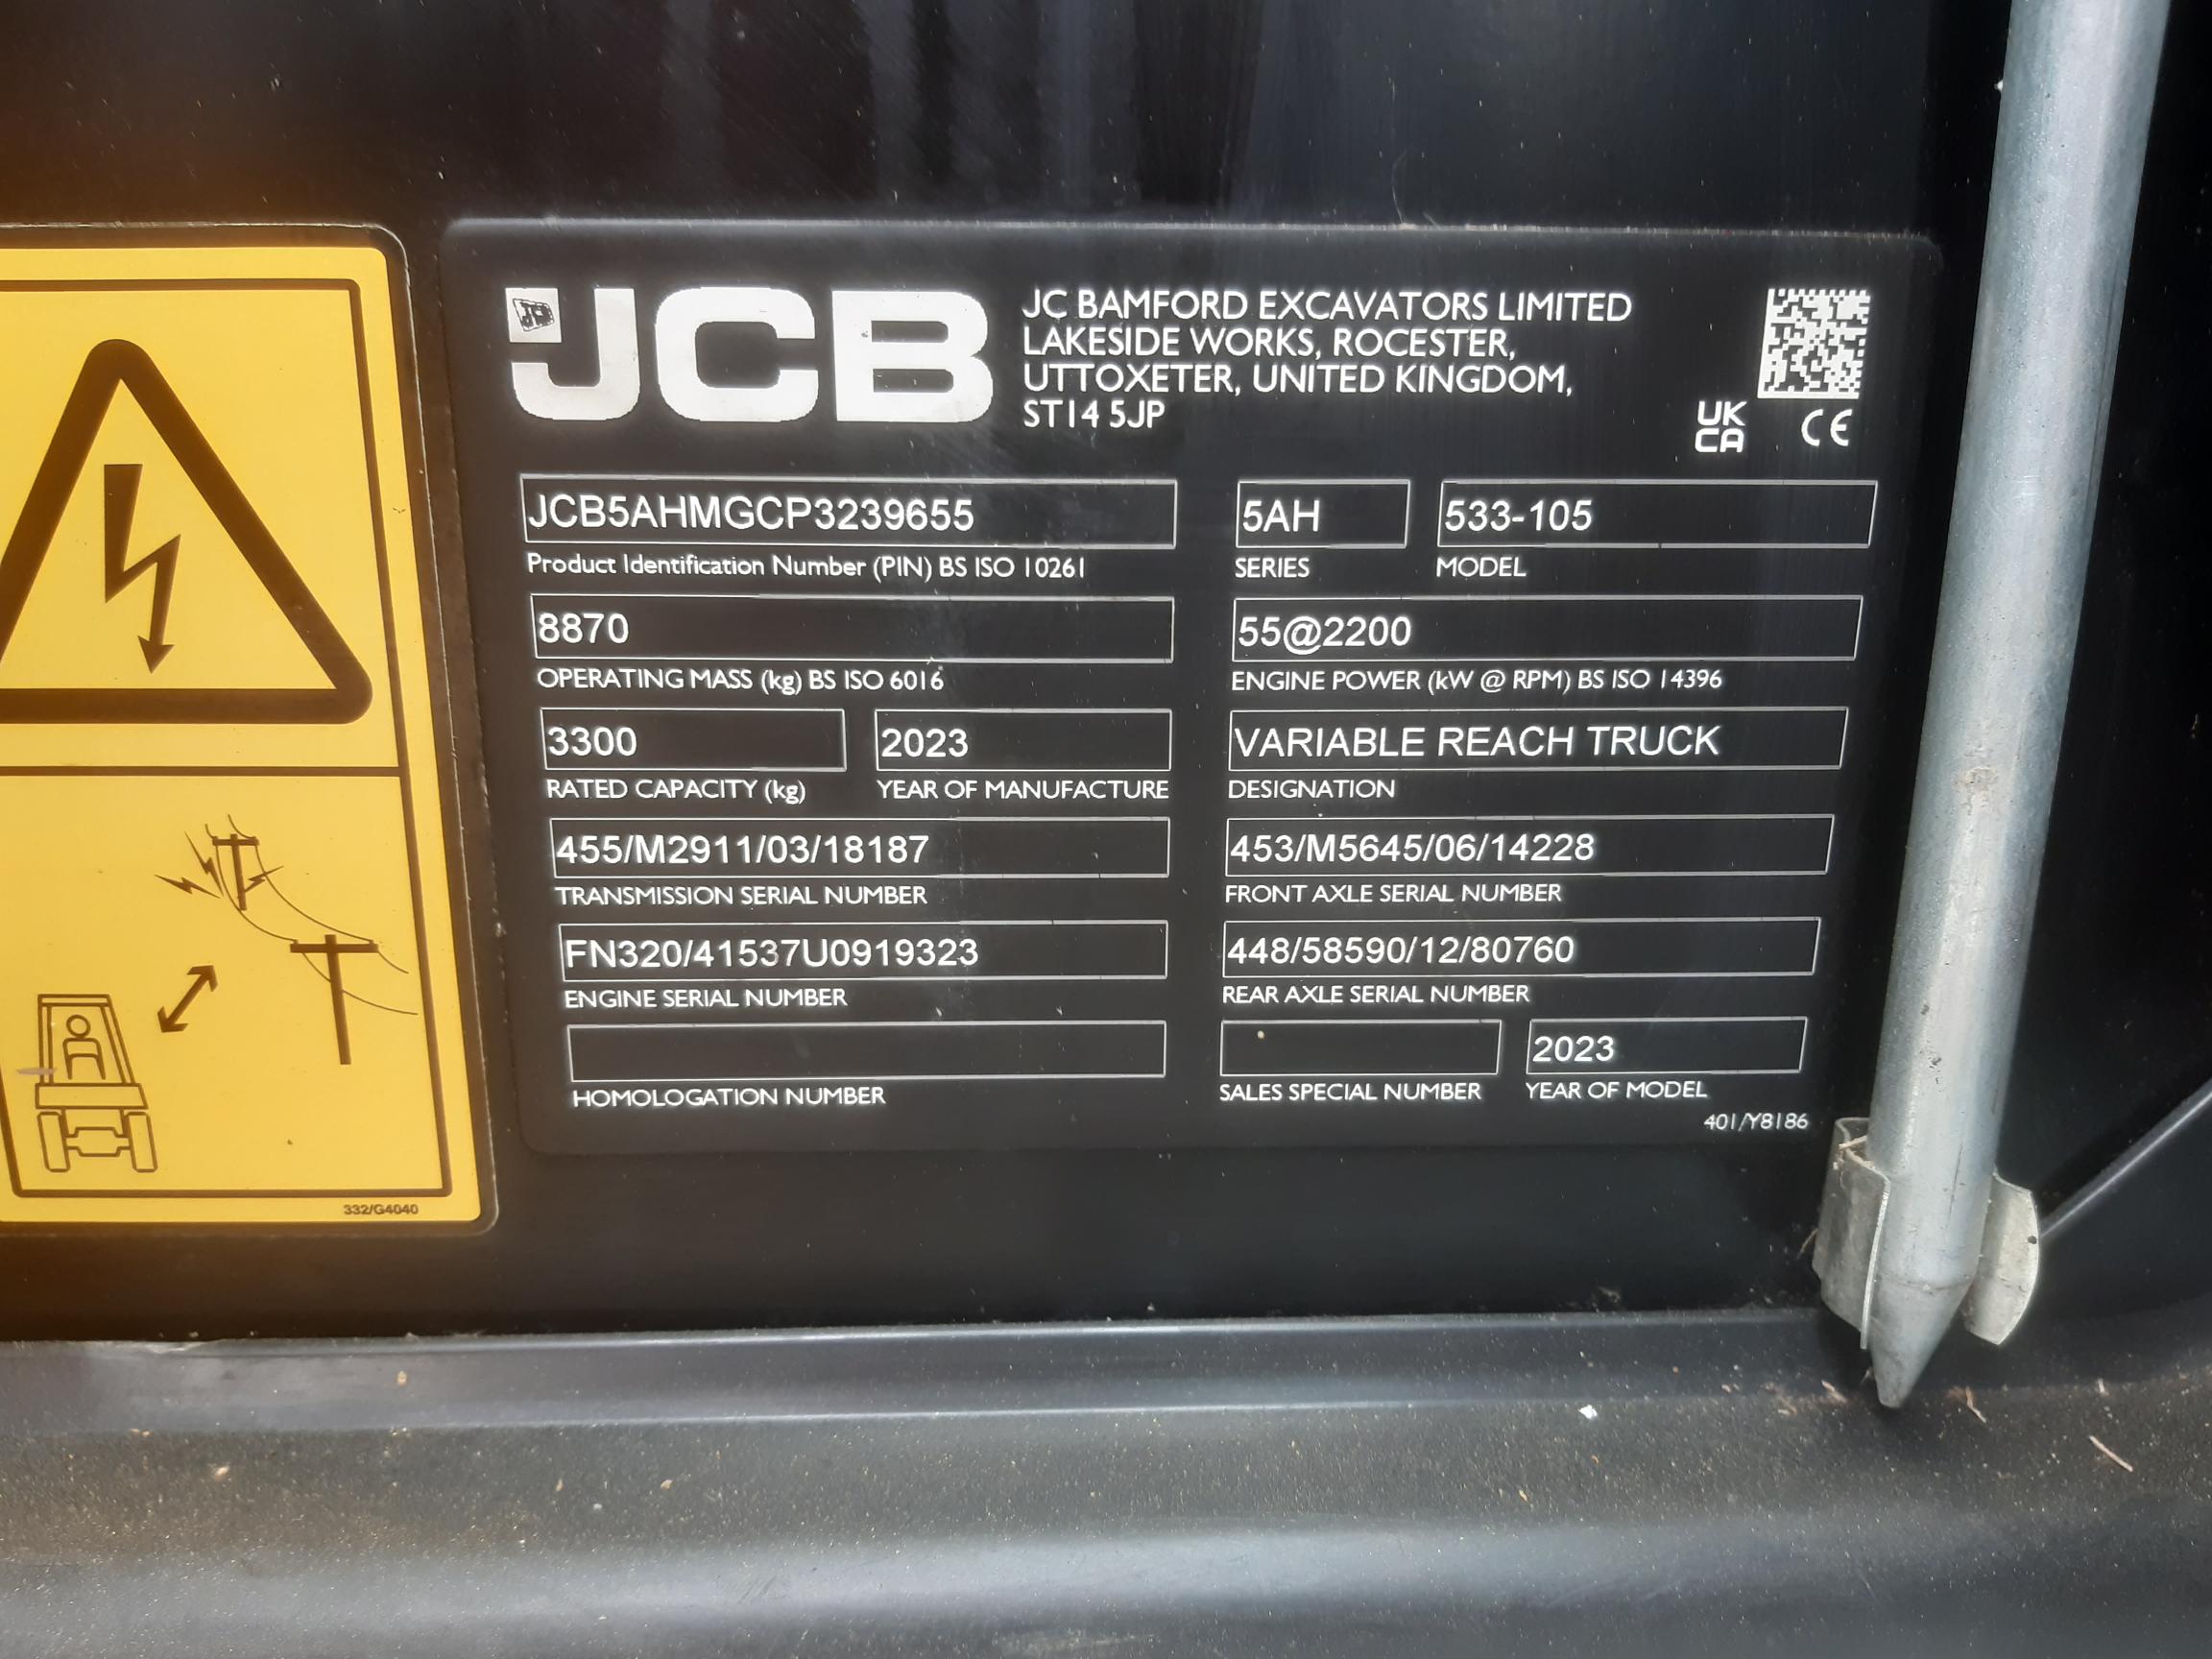 JCB
JC BAMFORD EXCAVATORS LIMITED
LAKESIDE WORKS, ROCESTER,
UTTOXETER, UNITED KINGDOM,
ST14 5JP
UK
CA
CE
JCB5AHMGCP3239655
Product Identification Number (PIN) BS ISO 10261
5AH
SERIES
533-105
MODEL
8870
OPERATING MASS (kg) BS ISO 6016
55@2200
ENGINE POWER (kW @ RPM) BS ISO 14396
3300
RATED CAPACITY (kg)
2023
YEAR OF MANUFACTURE
VARIABLE REACH TRUCK
DESIGNATION
455/M2911/03/18187
TRANSMISSION SERIAL NUMBER
453/M5645/06/14228
FRONT AXLE SERIAL NUMBER
FN320/41537U0919323
ENGINE SERIAL NUMBER
448/58590/12/80760
REAR AXLE SERIAL NUMBER
HOMOLOGATION NUMBER
SALES SPECIAL NUMBER
2023
YEAR OF MODEL
401/Y8186
332/G4040